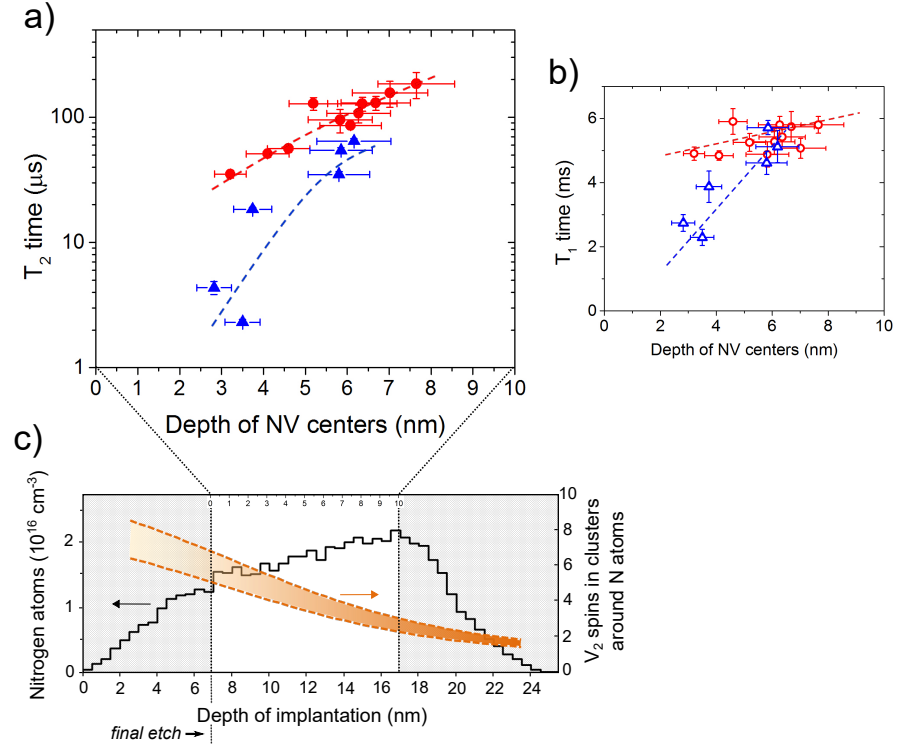 a)
T₂ time (μs)
100
10
1
0 1 2 3 4 5 6 7 8 9 10
Depth of NV centers (nm)
b)
T₁ time (ms)
6
4
2
0
0 2 4 6 8 10
Depth of NV centers (nm)
c)
Nitrogen atoms (10¹⁶ cm⁻³)
2
1
0
0 1 2 3 4 5 6 7 8 9 10
10
8
6
4
2
0
V₂ spins in clusters
around N atoms
0 2 4 6 8 10 12 14 16 18 20 22 24
Depth of implantation (nm)
final etch